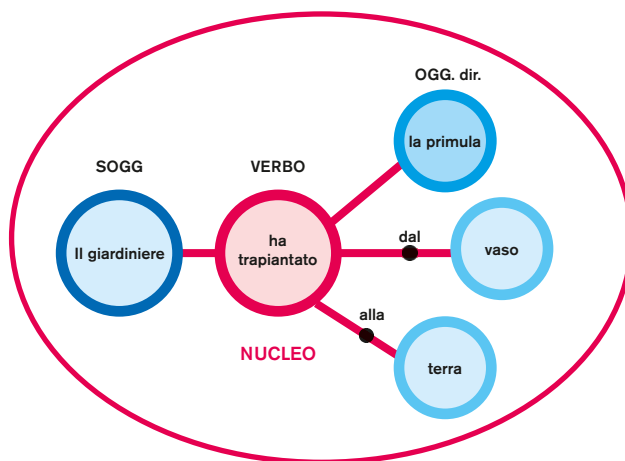 OGG. dir.
la primula
SOGG
VERBO
Il giardiniere
ha
trapiantato
dal
vaso
alla
NUCLEO
terra